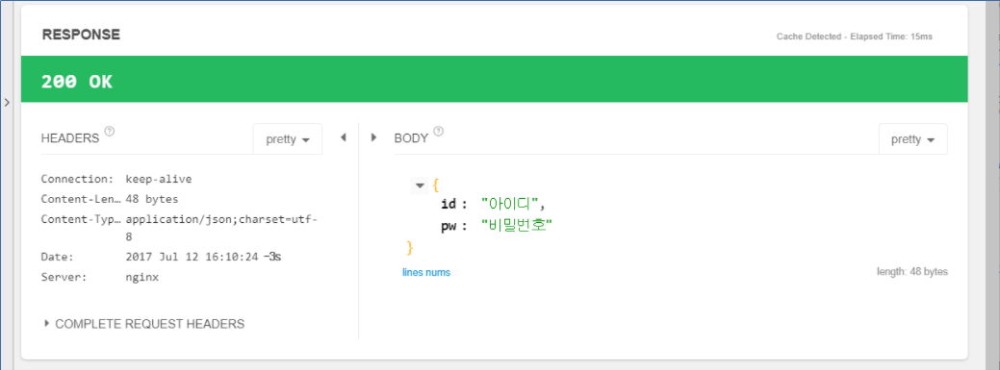 RESPONSE
Cache Detected - Elapsed Time: 15ms
200 OK
HEADERS ?
pretty
BODY ?
pretty
Connection: keep-alive
Content-Len… 48 bytes
Content-Typ… application/json;charset=utf-
8
Date: 2017 Jul 12 16:10:24 -3s
Server: nginx
COMPLETE REQUEST HEADERS
{
id : "아이디",
pw : "비밀번호"
}
lines nums
length: 48 bytes